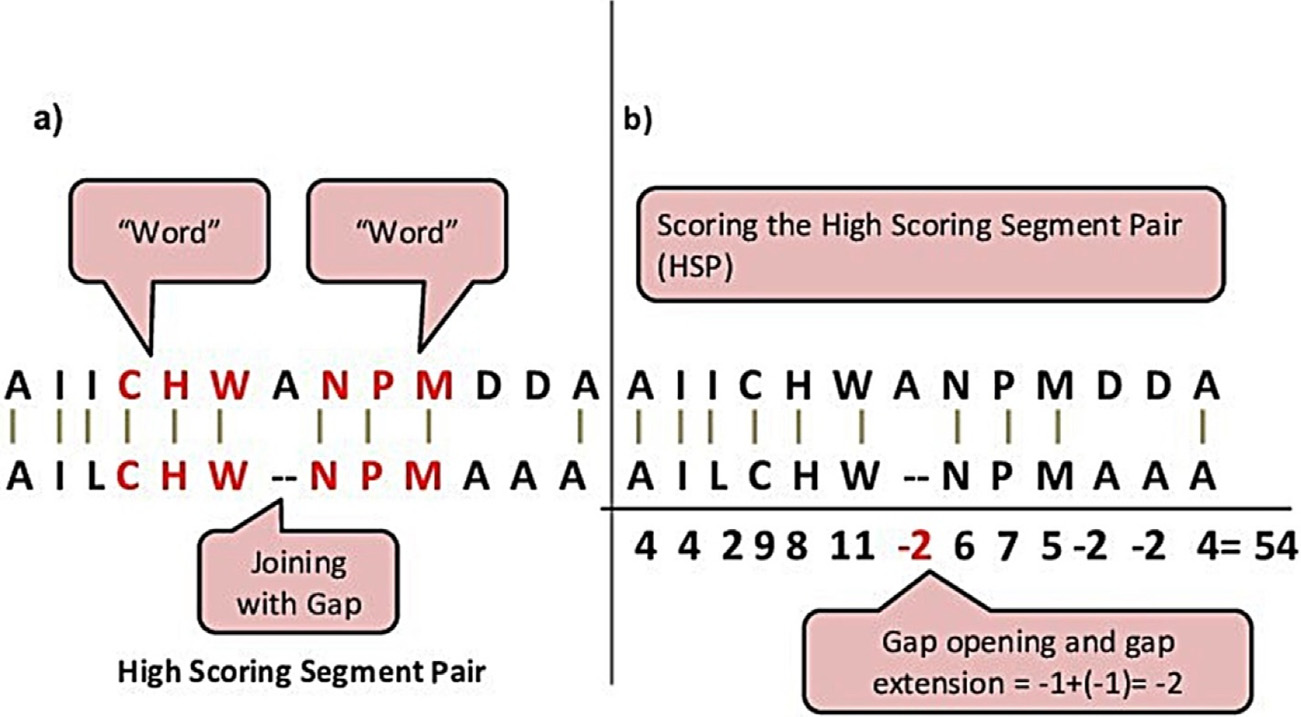 a)
“Word”
“Word”
A I I C H W A N P M D D A
A I L C H W -- N P M A A A
Joining
with Gap
High Scoring Segment Pair
b)
Scoring the High Scoring Segment Pair
(HSP)
A I I C H W A N P M D D A
A I L C H W -- N P M A A A
4 4 2 9 8 11 -2 6 7 5 -2 -2 4= 54
Gap opening and gap
extension = -1+(-1)= -2